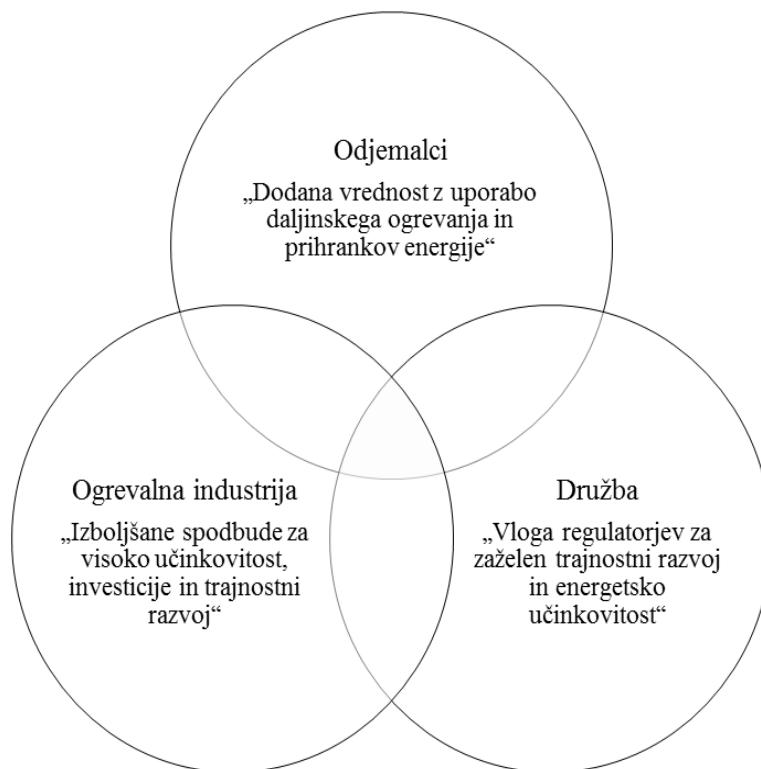 Odjemalci
„Dodana vrednost z uporabo
daljinskega ogrevanja in
prihrankov energije“
Ogrevalna industrija
„Izboljšane spodbude za
visoko učinkovitost,
investicije in trajnostni
razvoj“
Družba
„Vloga regulatorjev za
zaželen trajnostni razvoj
in energetsko
učinkovitost“